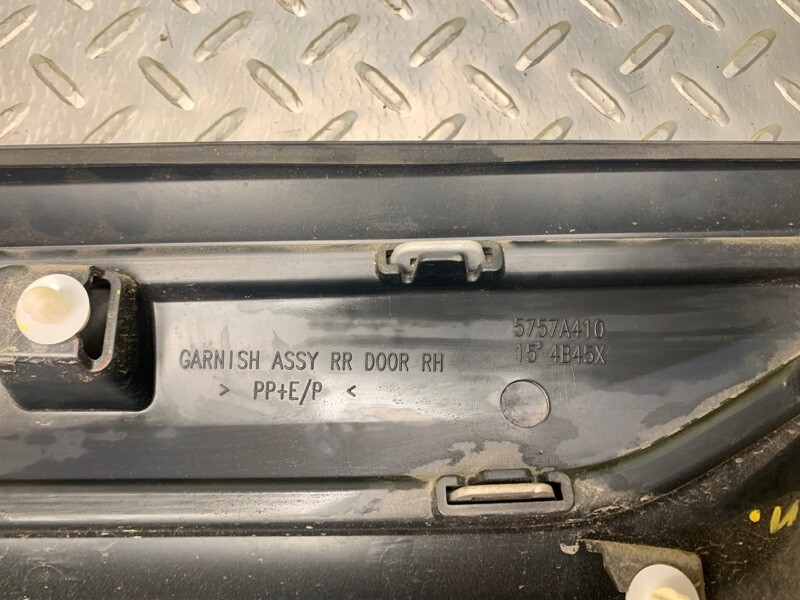 GARNISH ASSY RR DOOR RH
> PP+E/P <
5757A410
15' 4B45X